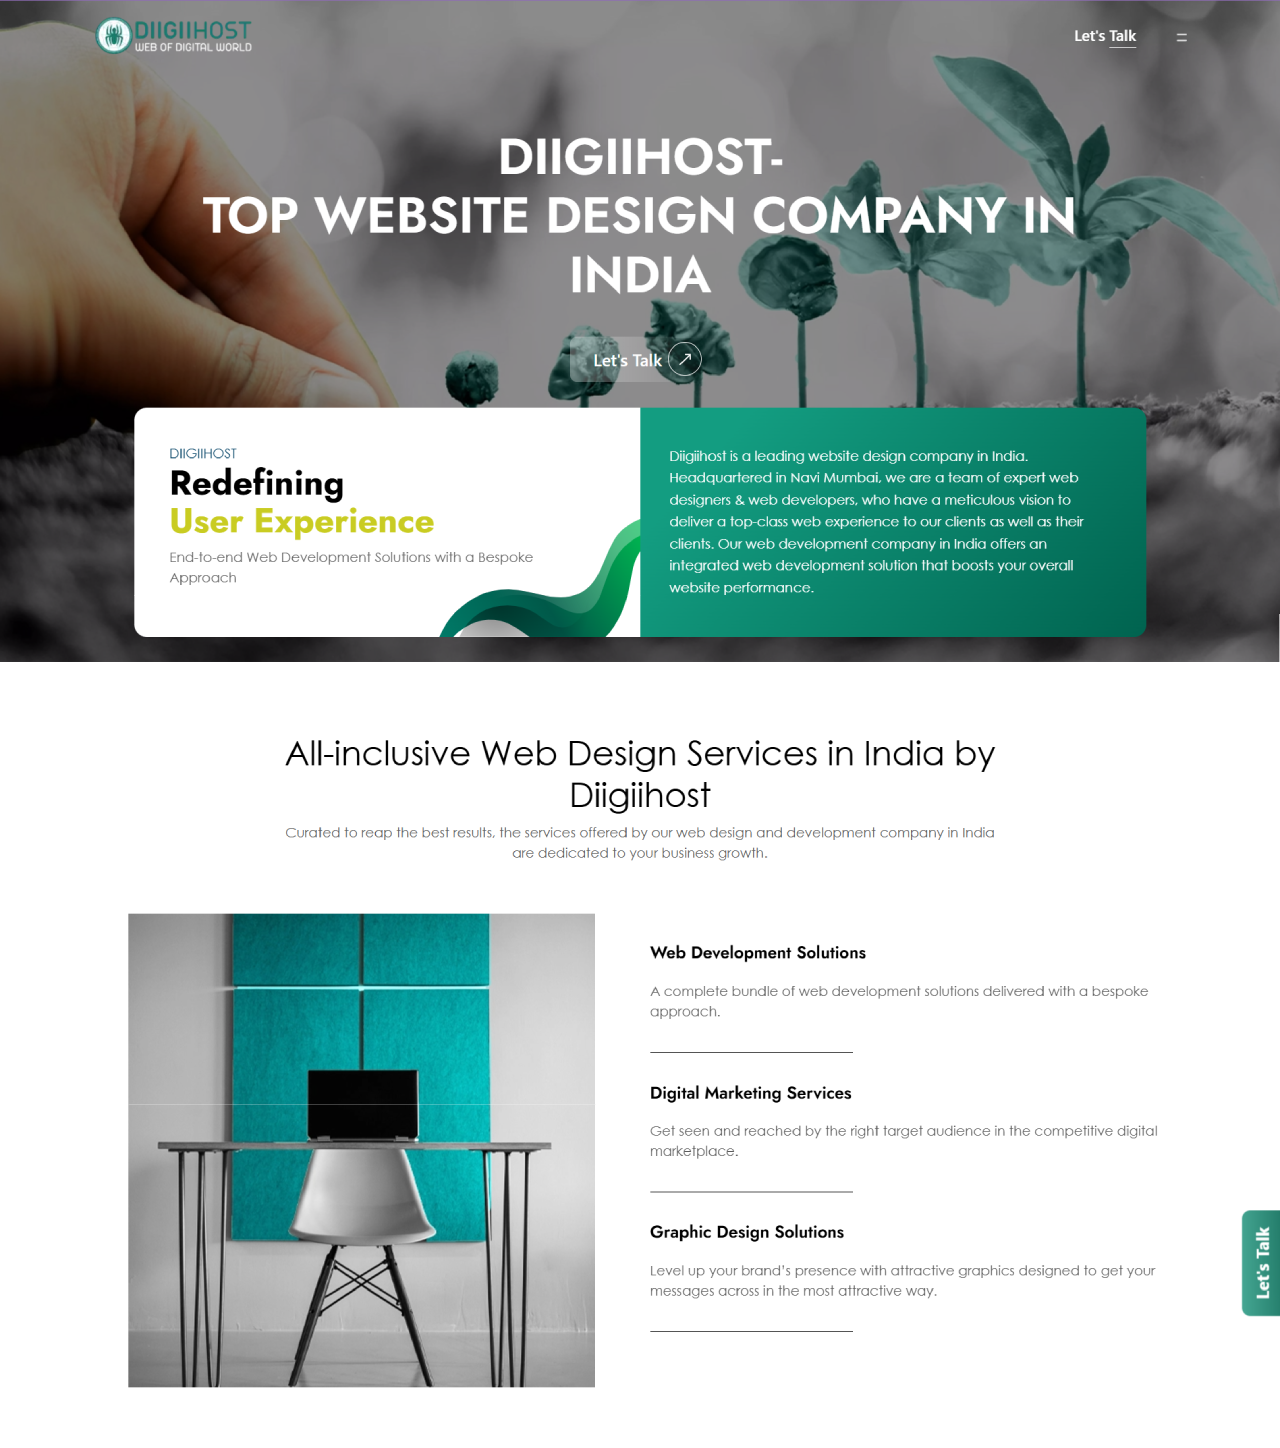 DIIGIIHOST
WEB OF DIGITAL WORLD
Let's Talk
DIIGIIHOST-
TOP WEBSITE DESIGN COMPANY IN
INDIA
Let's Talk
DIIGIIHOST
Redefining
User Experience
End-to-end Web Development Solutions with a Bespoke
Approach
Diigiihost is a leading website design company in India.
Headquartered in Navi Mumbai, we are a team of expert web
designers & web developers, who have a meticulous vision to
deliver a top-class web experience to our clients as well as their
clients. Our web development company in India offers an
integrated web development solution that boosts your overall
website performance.
All-inclusive Web Design Services in India by
Diigiihost
Curated to reap the best results, the services offered by our web design and development company in India
are dedicated to your business growth.
Web Development Solutions
A complete bundle of web development solutions delivered with a bespoke
approach.
Digital Marketing Services
Get seen and reached by the right target audience in the competitive digital
marketplace.
Graphic Design Solutions
Level up your brand’s presence with attractive graphics designed to get your
messages across in the most attractive way.
Let's Talk